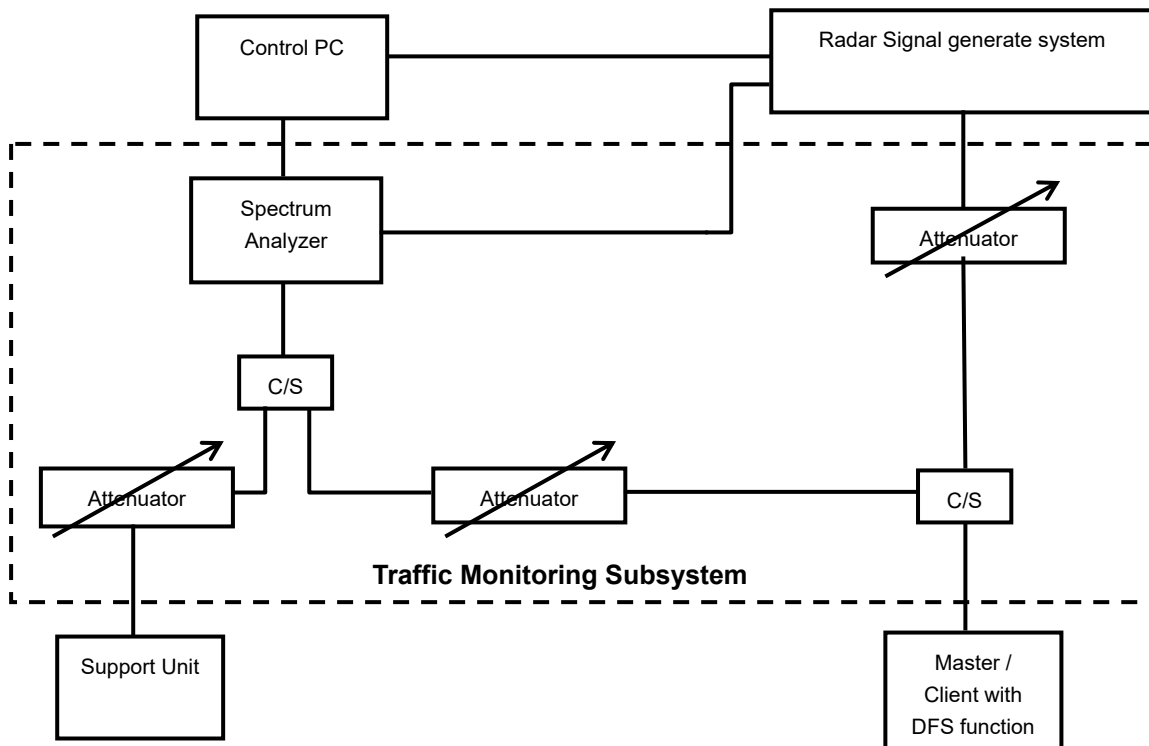 Control PC
Radar Signal generate system
Spectrum
Analyzer
Attenuator
C/S
Attenuator
Attenuator
C/S
Traffic Monitoring Subsystem
Support Unit
Master /
Client with
DFS function